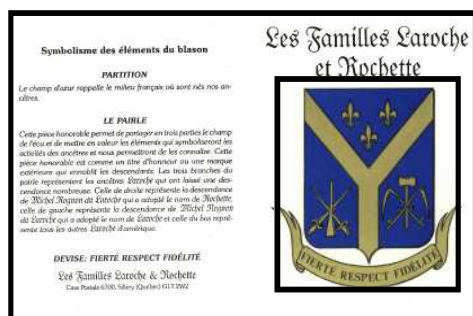 Symbolisme des éléments du blason
PARTITION
Le champ d'azur rappelle le milieu français où sont nés nos an-
cêtres.
LE PAIRLE
Cette pièce honorable permet de partager en trois parties le champ
de l'écu et de mettre en valeur les éléments qui symboliseront les
activités des ancêtres et nous permettront de les connaître. Cette
pièce honorable est comme un titre d'honneur ou une marque
extérieure qui annoblit les descendants. Les trois branches du
pairle représentent les ancêtres Laroche qui ont laissé une des-
cendance nombreuse. Celle de droite représente la descendance
de Michel Rognon dit Laroche qui a adopté le nom de Rochette,
celle de gauche représente la descendance de Michel Rognon
dit Laroche qui a adopté le nom de Laroche et celle du bas repré-
sente tous les autres Laroche d'amérique.
DEVISE: FIERTÉ RESPECT FIDÉLITÉ
Les Familles Laroche & Rochette
Case Postale 6700, Sillery (Québec) G1T 2W2
Les Familles Laroche
et Rochette
FIERTÉ RESPECT FIDÉLITÉ